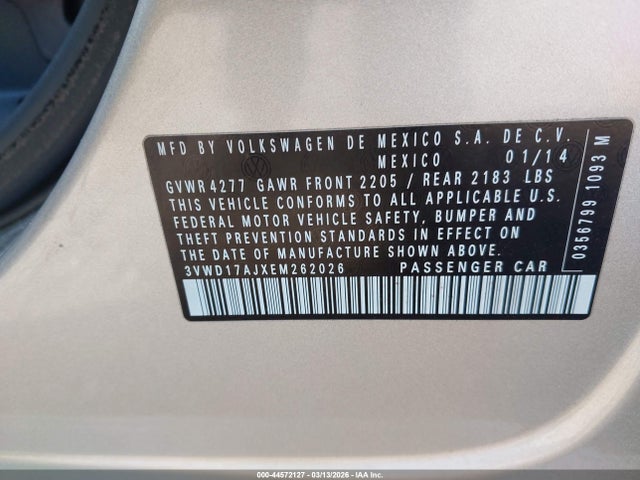 MFD BY VOLKSWAGEN DE MEXICO S.A. DE C.V.
MEXICO 01/14
GVWR 4277 GAWR FRONT 2205 / REAR 2183 LBS
THIS VEHICLE CONFORMS TO ALL APPLICABLE U.S.
FEDERAL MOTOR VEHICLE SAFETY, BUMPER AND
THEFT PREVENTION STANDARDS IN EFFECT ON
THE DATE OF MANUFACTURE SHOWN ABOVE.
3VWD17AJXEM262026 PASSENGER CAR
0356799 1093 M
000-44572127 - 03/13/2026 - IAA Inc.